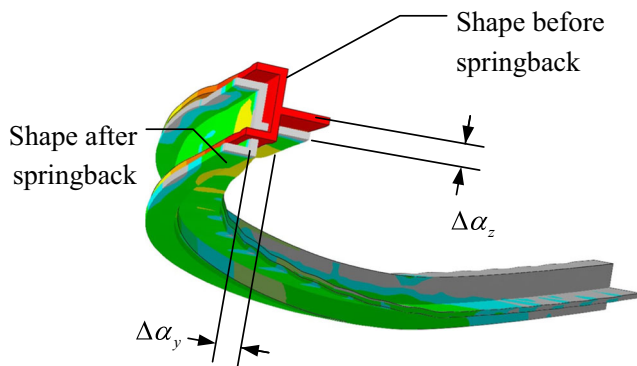 Shape before
springback
Shape after
springback
Δα_z
Δα_y